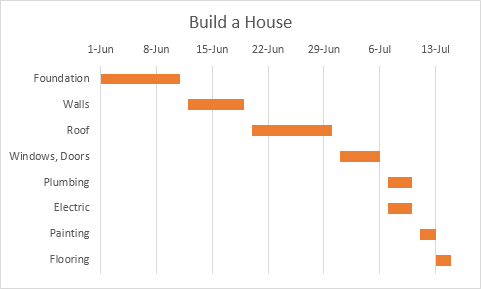 Build a House
1-Jun 8-Jun 15-Jun 22-Jun 29-Jun 6-Jul 13-Jul
Foundation
Walls
Roof
Windows, Doors
Plumbing
Electric
Painting
Flooring